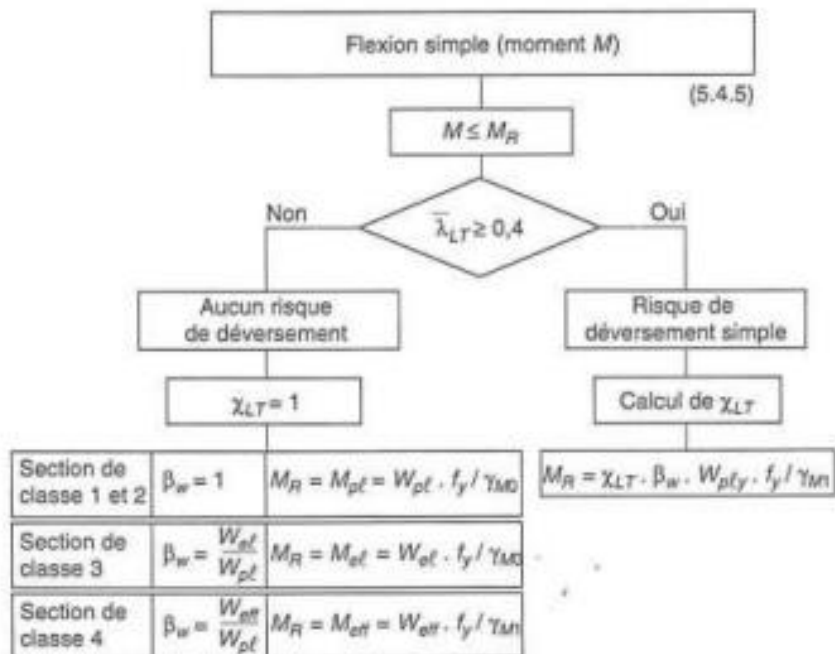 Flexion simple (moment M)
(5.4.5)
M ≤ M_R
Non
λ̄_LT ≥ 0,4
Oui
Aucun risque
de déversement
Risque de
déversement simple
χ_LT = 1
Calcul de χ_LT
Section de
classe 1 et 2
β_w = 1
M_R = M_pℓ = W_pℓ . f_y / γ_M0
M_R = χ_LT . β_w . W_pℓy . f_y / γ_M1
Section de
classe 3
β_w = W_eℓ / W_pℓ
M_R = M_eℓ = W_eℓ . f_y / γ_M0
Section de
classe 4
β_w = W_eff / W_pℓ
M_R = M_eff = W_eff . f_y / γ_M1